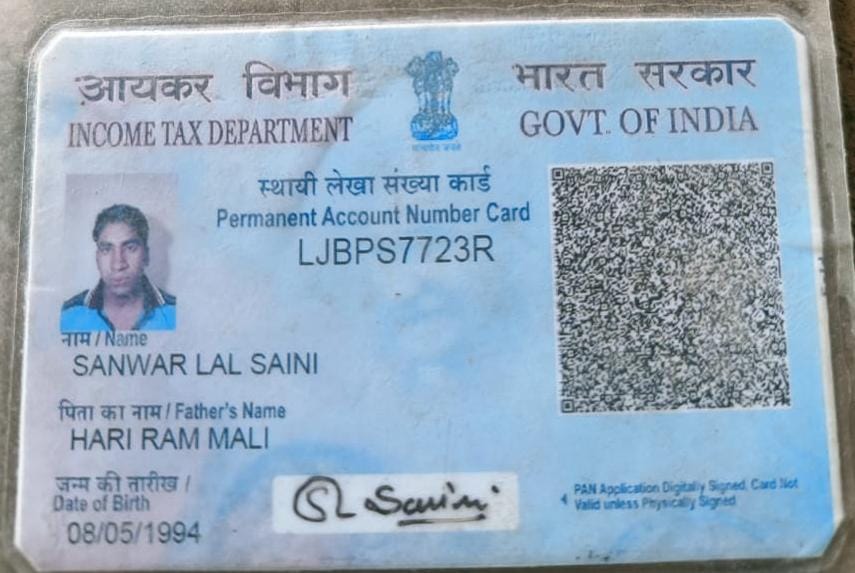 आयकर विभाग
INCOME TAX DEPARTMENT
भारत सरकार
GOVT. OF INDIA
सत्यमेव जयते
स्थायी लेखा संख्या कार्ड
Permanent Account Number Card
LJBPS7723R
नाम / Name
SANWAR LAL SAINI
पिता का नाम / Father's Name
HARI RAM MALI
जन्म की तारीख /
Date of Birth
08/05/1994
SL Saini
PAN Application Digitally Signed, Card Not
Valid unless Physically Signed